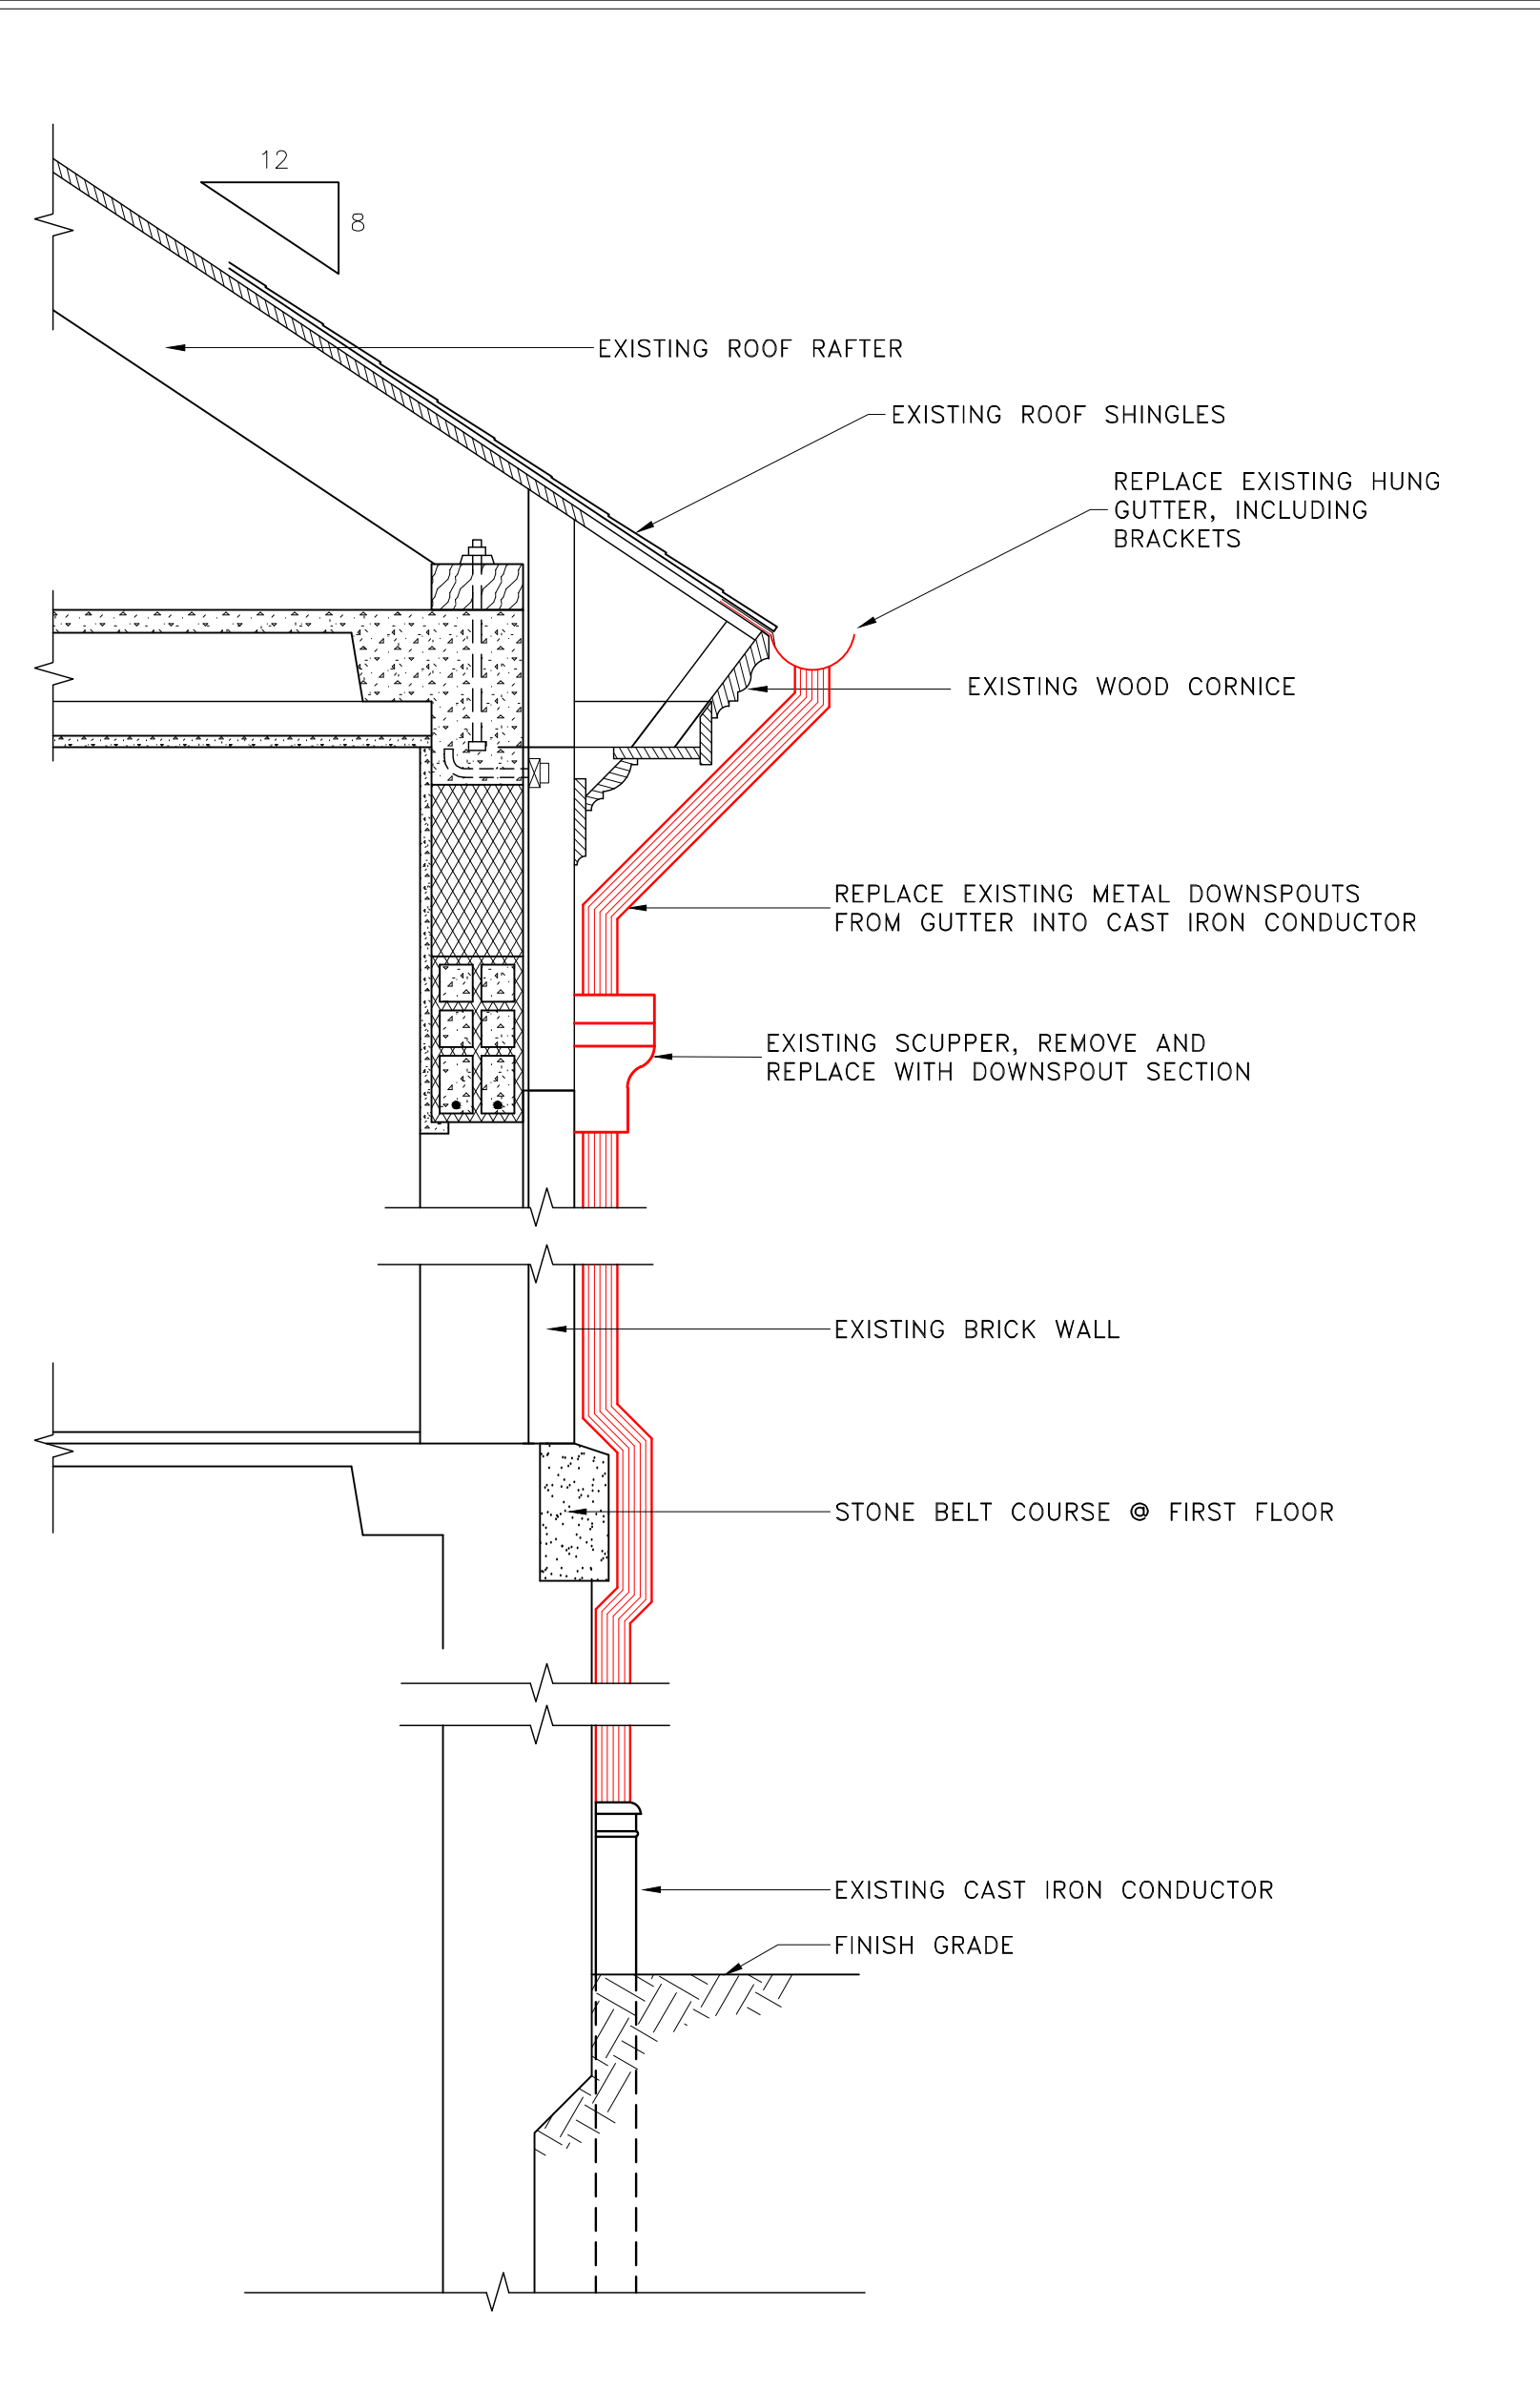 12
8
EXISTING ROOF RAFTER
EXISTING ROOF SHINGLES
REPLACE EXISTING HUNG
GUTTER, INCLUDING
BRACKETS
EXISTING WOOD CORNICE
REPLACE EXISTING METAL DOWNSPOUTS
FROM GUTTER INTO CAST IRON CONDUCTOR
EXISTING SCUPPER, REMOVE AND
REPLACE WITH DOWNSPOUT SECTION
EXISTING BRICK WALL
STONE BELT COURSE @ FIRST FLOOR
EXISTING CAST IRON CONDUCTOR
FINISH GRADE